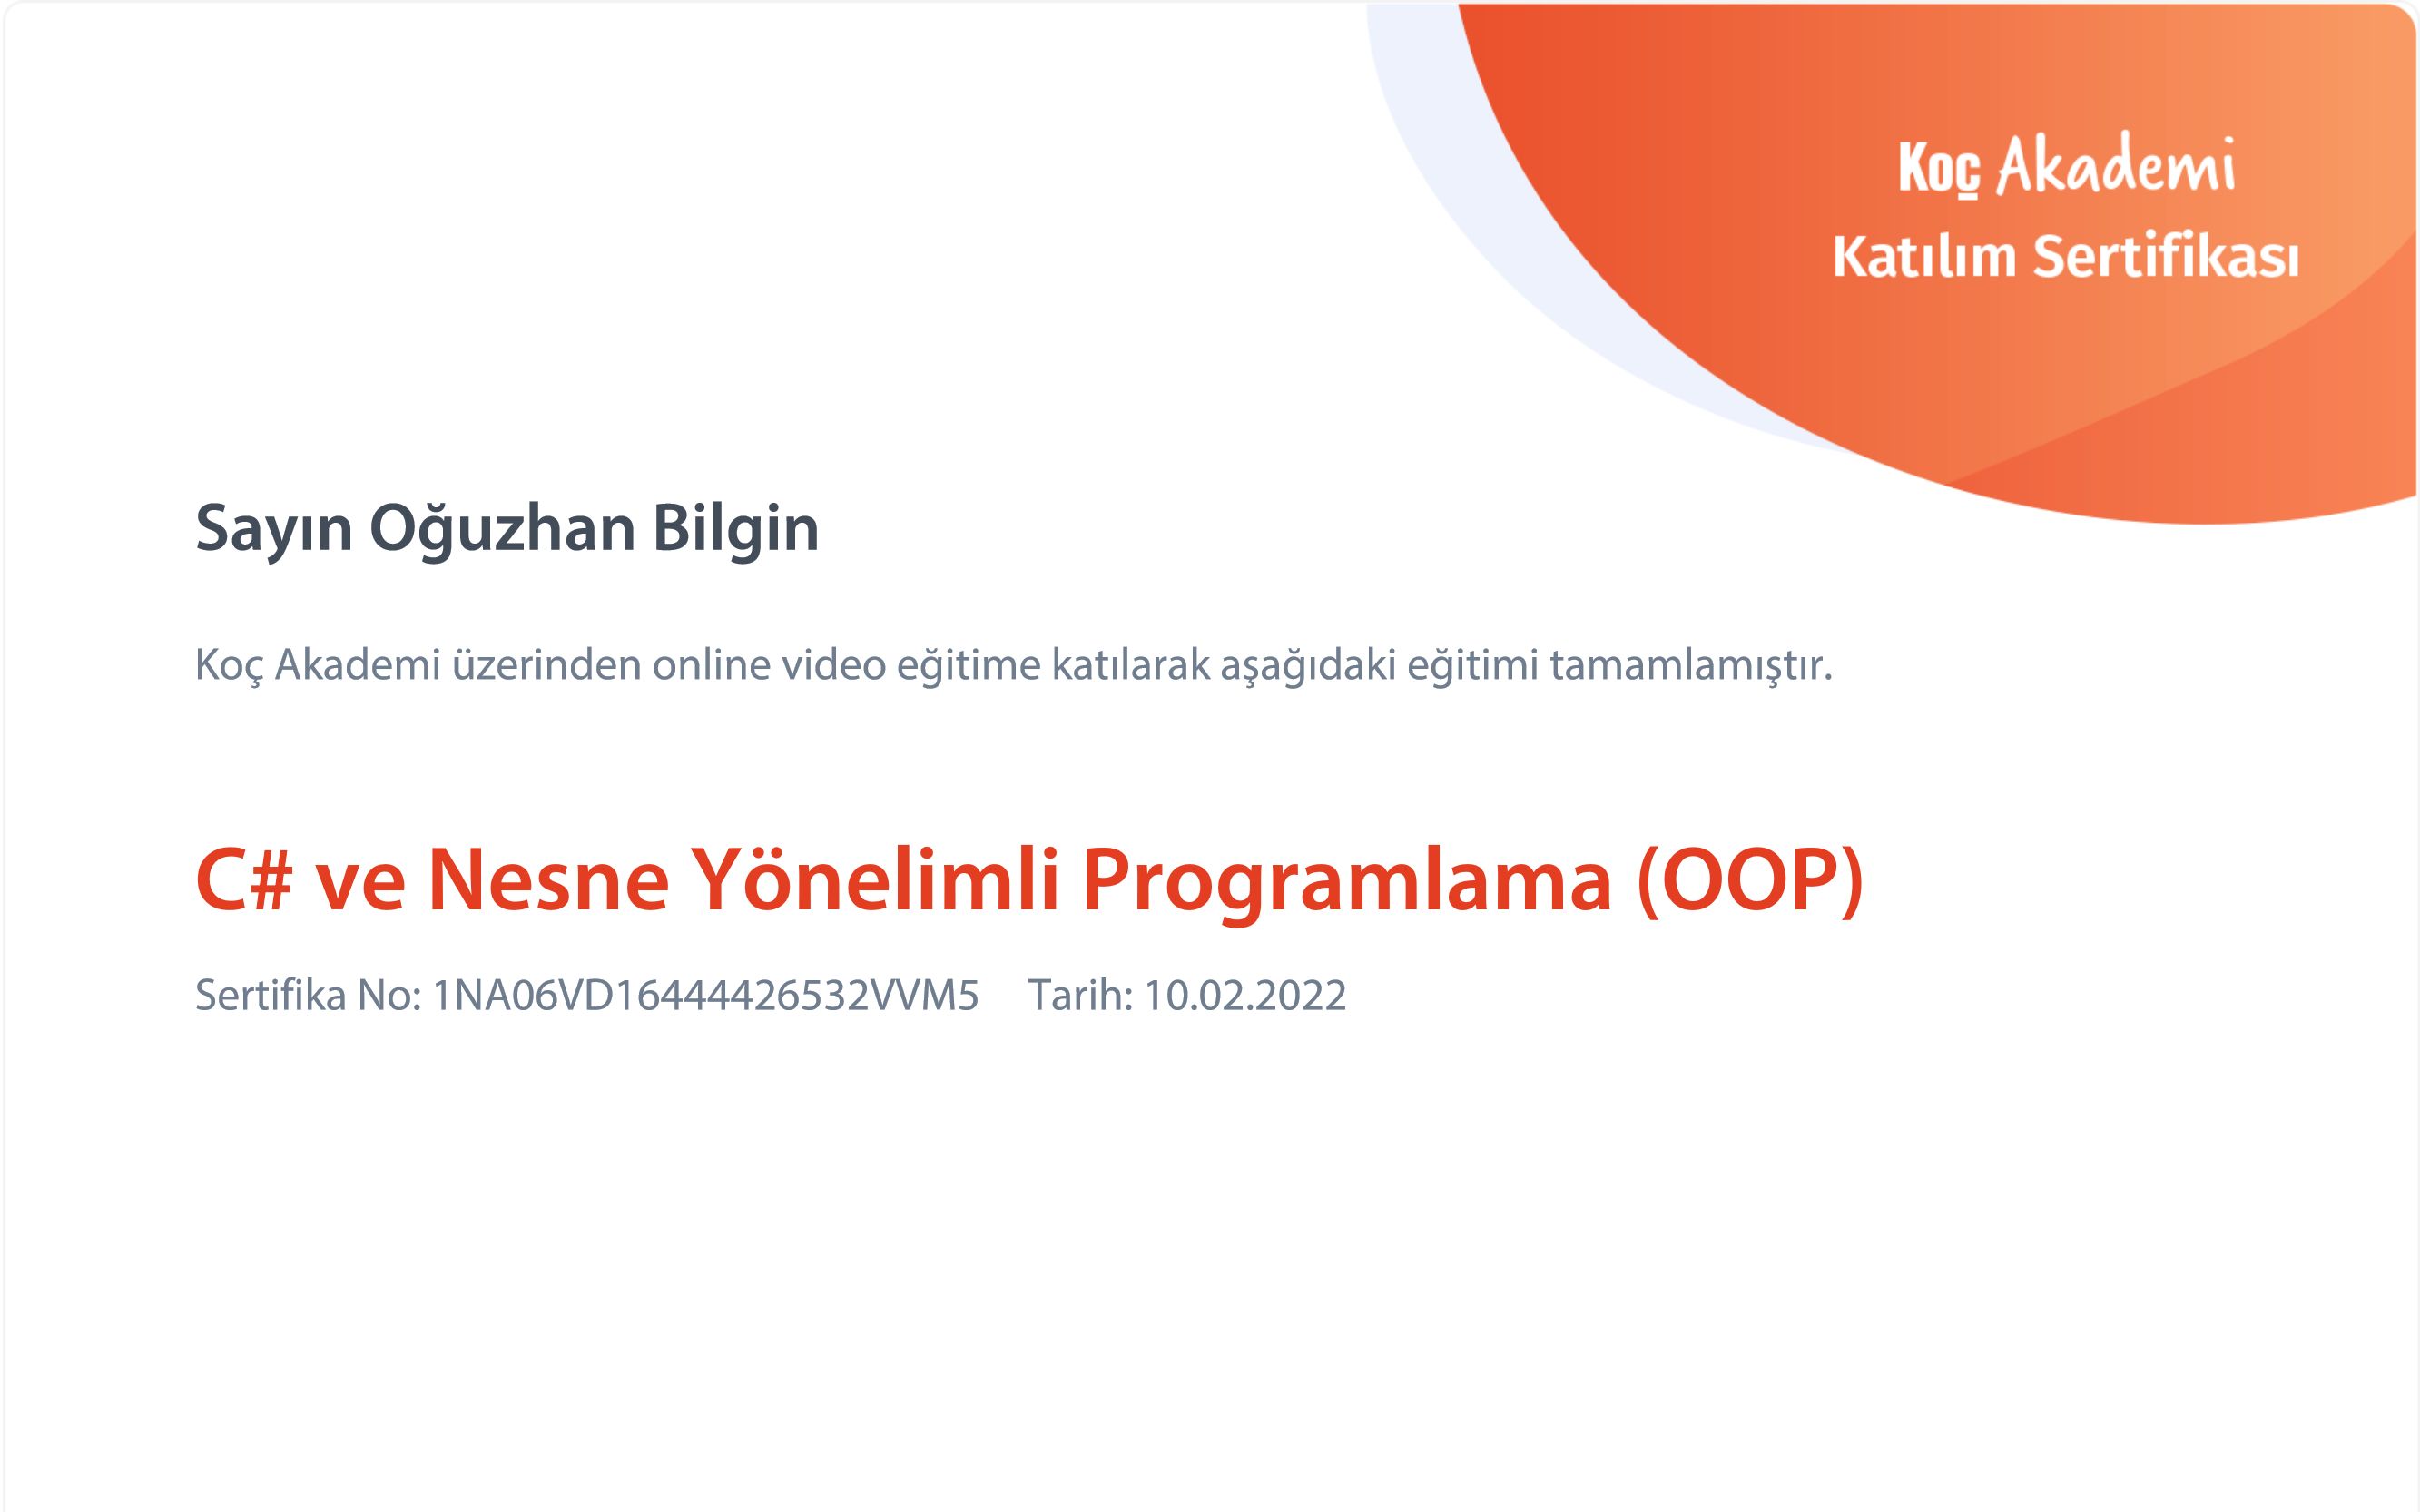 Koç Akademi
Katılım Sertifikası
Sayın Oğuzhan Bilgin
Koç Akademi üzerinden online video eğitime katılarak aşağıdaki eğitimi tamamlamıştır.
C# ve Nesne Yönelimli Programlama (OOP)
Sertifika No: 1NA06VD16444426532VVM5 Tarih: 10.02.2022